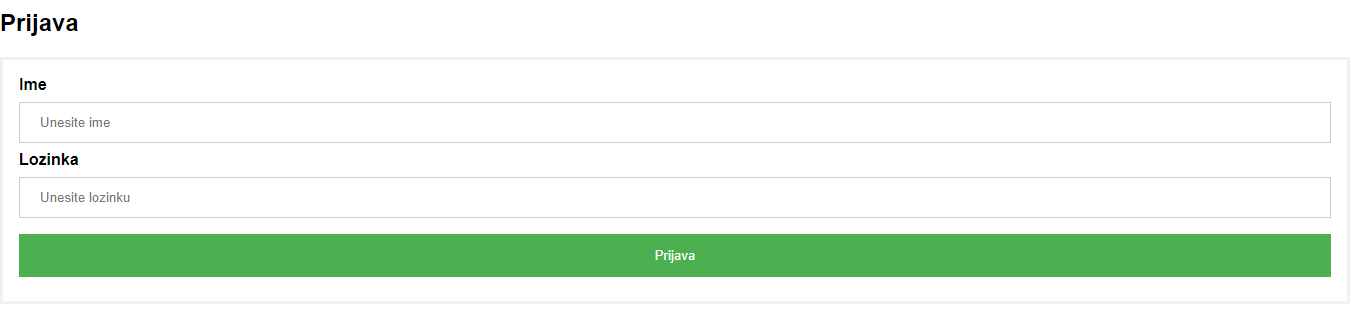 Prijava
Ime
Unesite ime
Lozinka
Unesite lozinku
Prijava